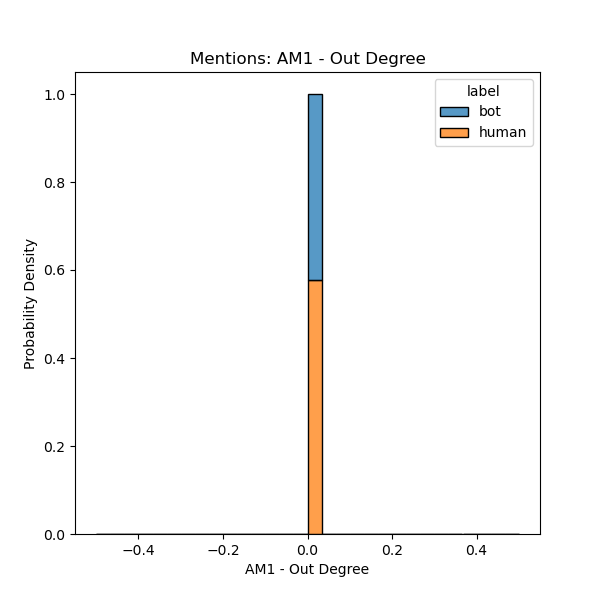 Mentions: AM1 - Out Degree
label
bot
human
1.0
0.8
0.6
0.4
0.2
0.0
Probability Density
−0.4 −0.2 0.0 0.2 0.4
AM1 - Out Degree